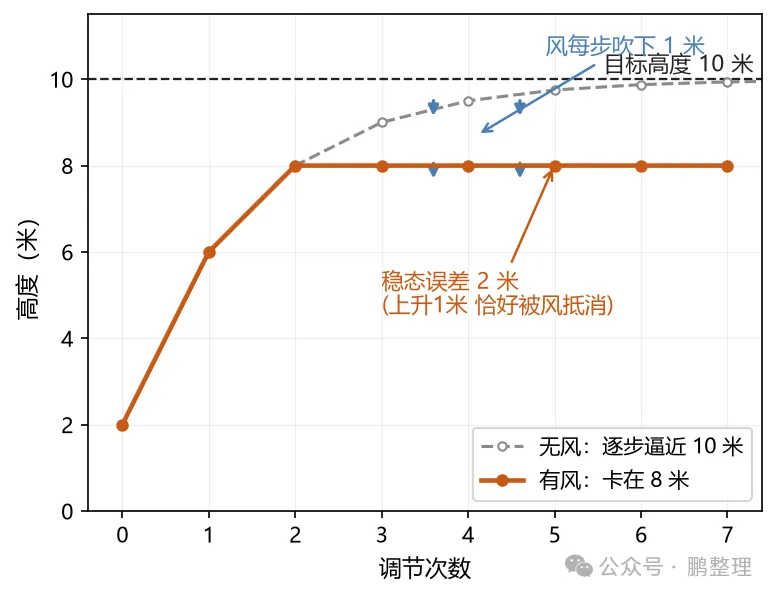 风每步吹下 1 米
目标高度 10 米
10
8
6
4
2
0
高度（米）
稳态误差 2 米
(上升1米 恰好被风抵消)
无风：逐步逼近 10 米
有风：卡在 8 米
0 1 2 3 4 5 6 7
调节次数
公众号 · 鹏整理